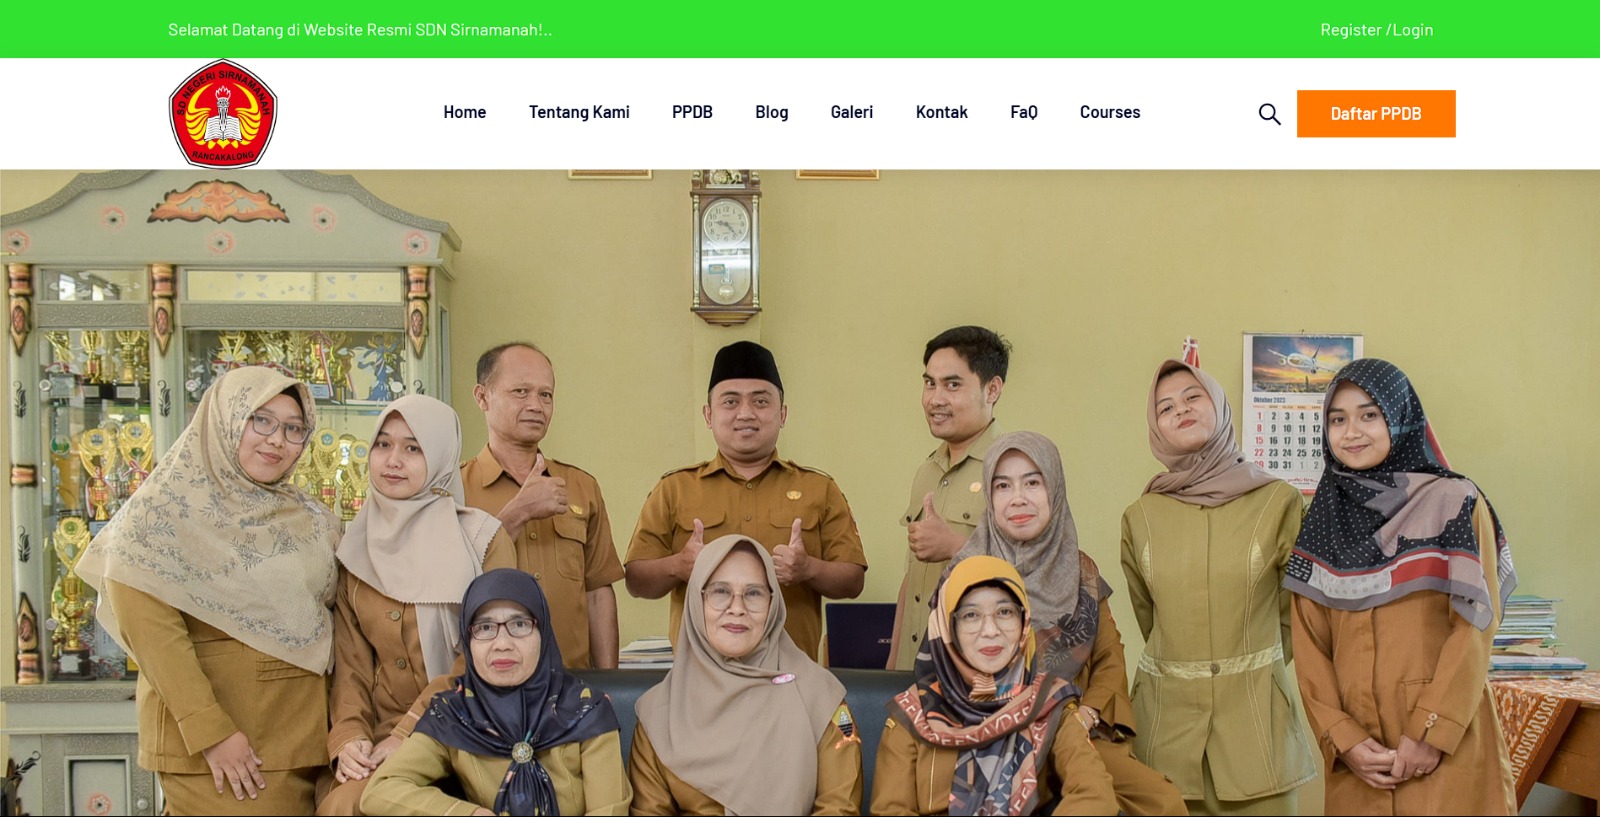 Selamat Datang di Website Resmi SDN Sirnamanah!..
Register /Login
SD NEGERI SIRNAMANAH
RANCAKALONG
Home
Tentang Kami
PPDB
Blog
Galeri
Kontak
FaQ
Courses
Daftar PPDB
Oktober 2023
1 2 3 4 5
8 9 10 11 12
15 16 17 18 19
22 23 24 25 26
29 30 31 1 2
acer